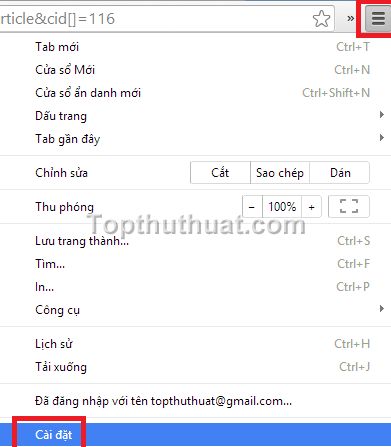 rticle&cid[]=116 »
Tab mới Ctrl+T
Cửa sổ Mới Ctrl+N
Cửa sổ ẩn danh mới Ctrl+Shift+N
Dấu trang
Tab gần đây
Chỉnh sửa Cắt Sao chép Dán
Thu phóng − 100% +
Topthuthuat.com
Lưu trang thành... Ctrl+S
Tìm... Ctrl+F
In... Ctrl+P
Công cụ
Lịch sử Ctrl+H
Tải xuống Ctrl+J
Đã đăng nhập với tên topthuthuat@gmail.com...
Cài đặt